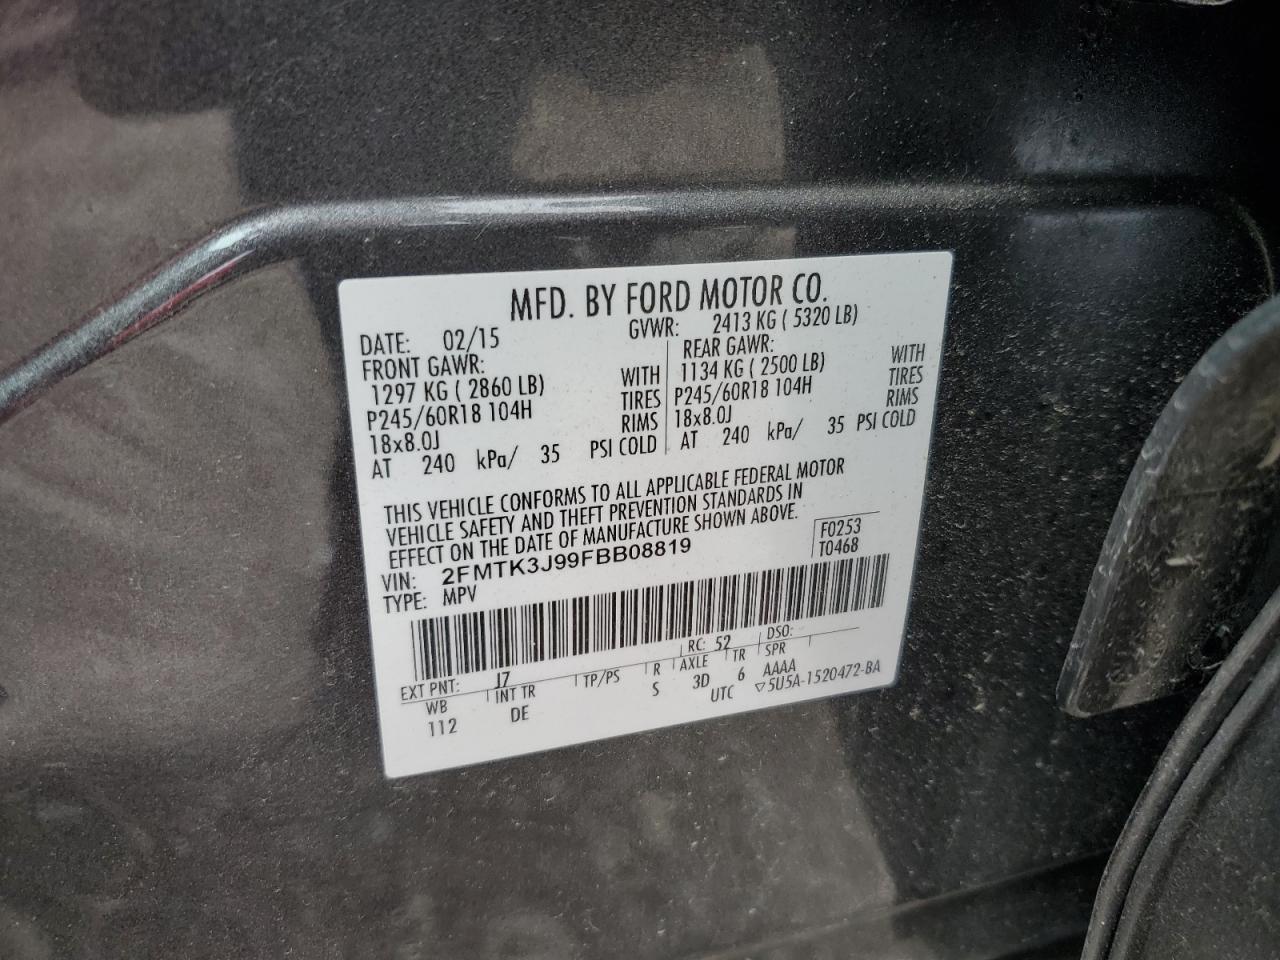 MFD. BY FORD MOTOR CO.
DATE: 02/15 GVWR: 2413 KG ( 5320 LB)
FRONT GAWR: REAR GAWR:
1297 KG ( 2860 LB) WITH 1134 KG ( 2500 LB) WITH
P245/60R18 104H TIRES P245/60R18 104H TIRES
18x8.0J RIMS 18x8.0J RIMS
AT 240 kPa/ 35 PSI COLD AT 240 kPa/ 35 PSI COLD
THIS VEHICLE CONFORMS TO ALL APPLICABLE FEDERAL MOTOR
VEHICLE SAFETY AND THEFT PREVENTION STANDARDS IN
EFFECT ON THE DATE OF MANUFACTURE SHOWN ABOVE.
F0253
VIN: 2FMTK3J99FBB08819 T0468
TYPE: MPV
EXT PNT: J7 RC: 52 DSO:
WB INT TR TP/PS R AXLE TR SPR
112 DE S 3D 6 AAAA
UTC ▽5U5A-1520472-BA